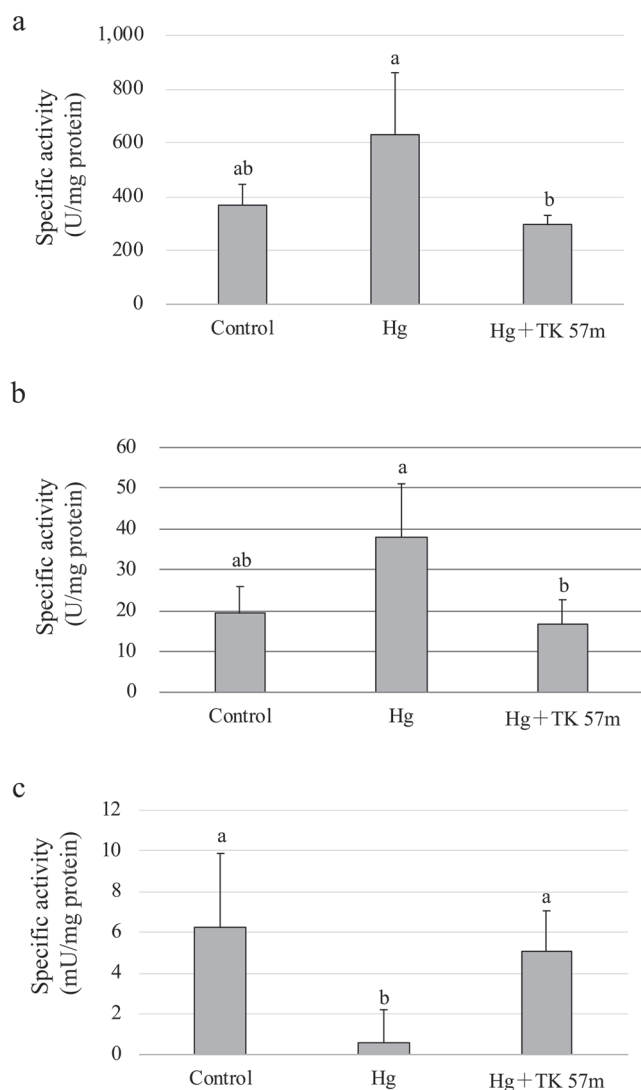 a
Specific activity
(U/mg protein)
1,000
800
600
400
200
0
ab
a
b
Control
Hg
Hg+TK 57m
b
Specific activity
(U/mg protein)
60
50
40
30
20
10
0
ab
a
b
Control
Hg
Hg+TK 57m
c
Specific activity
(mU/mg protein)
12
10
8
6
4
2
0
a
b
a
Control
Hg
Hg+TK 57m